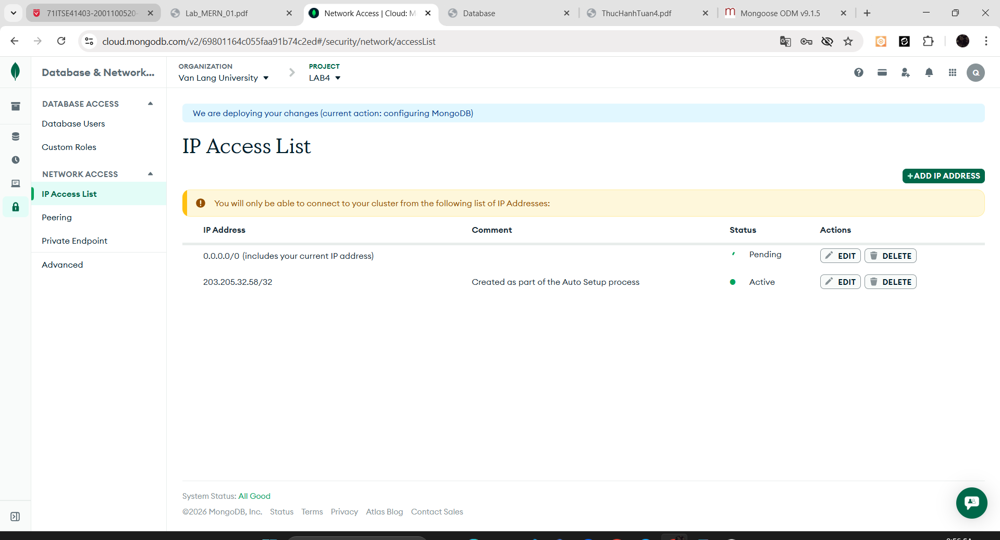 71ITSE41403-2001100520-
Lab_MERN_01.pdf
Network Access | Cloud: M
Database
ThucHanhTuan4.pdf
m
Mongoose ODM v9.1.5
cloud.mongodb.com/v2/69801164c055faa91b74c2ed#/security/network/accessList
Database & Network...
ORGANIZATION
Van Lang University
PROJECT
LAB4
Q
DATABASE ACCESS
Database Users
Custom Roles
NETWORK ACCESS
IP Access List
Peering
Private Endpoint
Advanced
We are deploying your changes (current action: configuring MongoDB)
IP Access List
+ADD IP ADDRESS
You will only be able to connect to your cluster from the following list of IP Addresses:
IP Address Comment Status Actions
0.0.0.0/0 (includes your current IP address) Pending EDIT DELETE
203.205.32.58/32 Created as part of the Auto Setup process Active EDIT DELETE
System Status: All Good
©2026 MongoDB, Inc. Status Terms Privacy Atlas Blog Contact Sales